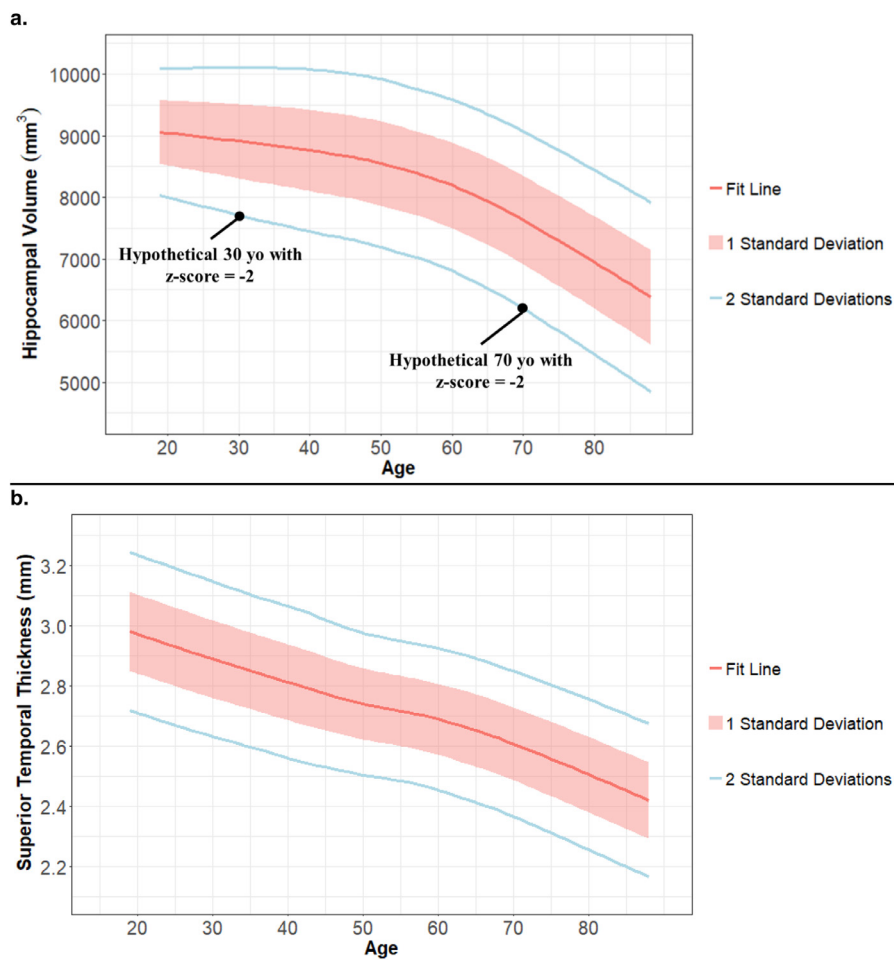 a.
10000
9000
8000
7000
6000
5000
Hippocampal Volume (mm³)
Hypothetical 30 yo with
z-score = -2
Hypothetical 70 yo with
z-score = -2
20 30 40 50 60 70 80
Age
Fit Line
1 Standard Deviation
2 Standard Deviations
b.
3.2
3.0
2.8
2.6
2.4
2.2
Superior Temporal Thickness (mm)
20 30 40 50 60 70 80
Age
Fit Line
1 Standard Deviation
2 Standard Deviations